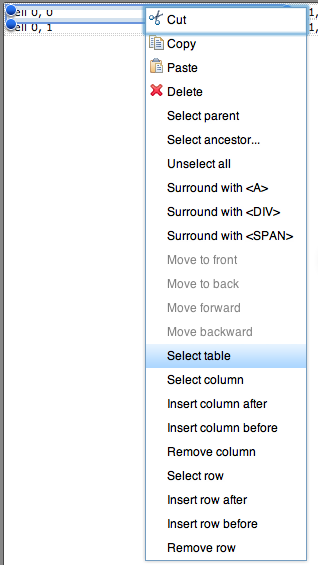 ell 0, 0
1,
ell 0, 1
1,
Cut
Copy
Paste
Delete
Select parent
Select ancestor...
Unselect all
Surround with <A>
Surround with <DIV>
Surround with <SPAN>
Move to front
Move to back
Move forward
Move backward
Select table
Select column
Insert column after
Insert column before
Remove column
Select row
Insert row after
Insert row before
Remove row